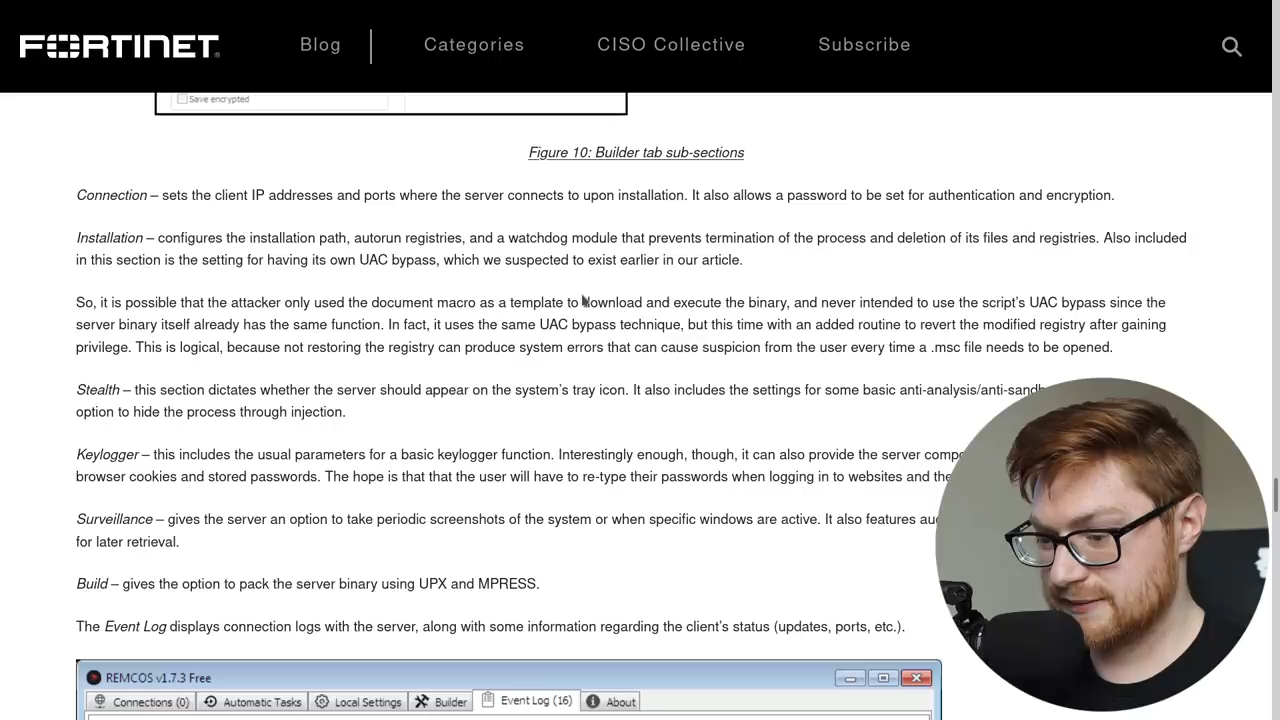 FORTINET
Blog
Categories
CISO Collective
Subscribe
Save encrypted
Figure 10: Builder tab sub-sections
Connection – sets the client IP addresses and ports where the server connects to upon installation. It also allows a password to be set for authentication and encryption.
Installation – configures the installation path, autorun registries, and a watchdog module that prevents termination of the process and deletion of its files and registries. Also included
in this section is the setting for having its own UAC bypass, which we suspected to exist earlier in our article.
So, it is possible that the attacker only used the document macro as a template to download and execute the binary, and never intended to use the script's UAC bypass since the
server binary itself already has the same function. In fact, it uses the same UAC bypass technique, but this time with an added routine to revert the modified registry after gaining
privilege. This is logical, because not restoring the registry can produce system errors that can cause suspicion from the user every time a .msc file needs to be opened.
Stealth – this section dictates whether the server should appear on the system's tray icon. It also includes the settings for some basic anti-analysis/anti-
option to hide the process through injection.
Keylogger – this includes the usual parameters for a basic keylogger function. Interestingly enough, though, it can also provide the server
browser cookies and stored passwords. The hope is that that the user will have to re-type their passwords when logging in to websites and
Surveillance – gives the server an option to take periodic screenshots of the system or when specific windows are active. It also features
for later retrieval.
Build – gives the option to pack the server binary using UPX and MPRESS.
The Event Log displays connection logs with the server, along with some information regarding the client's status (updates, ports, etc.).
REMCOS v1.7.3 Free
Connections (0)
Automatic Tasks
Local Settings
Builder
Event Log (16)
About